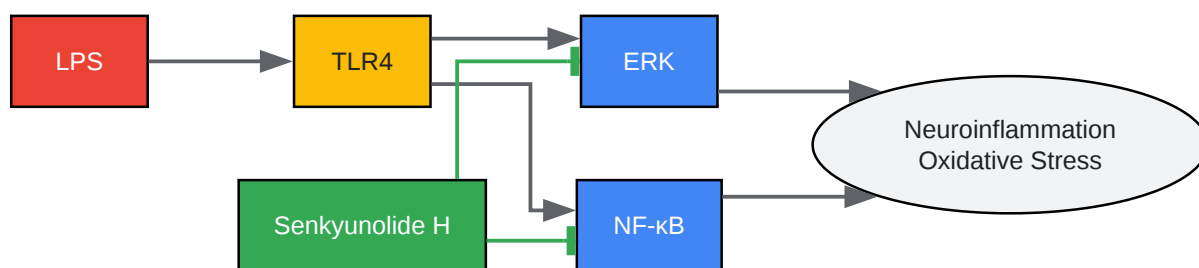 LPS
TLR4
ERK
Neuroinflammation
Oxidative Stress
Senkyunolide H
NF-κB